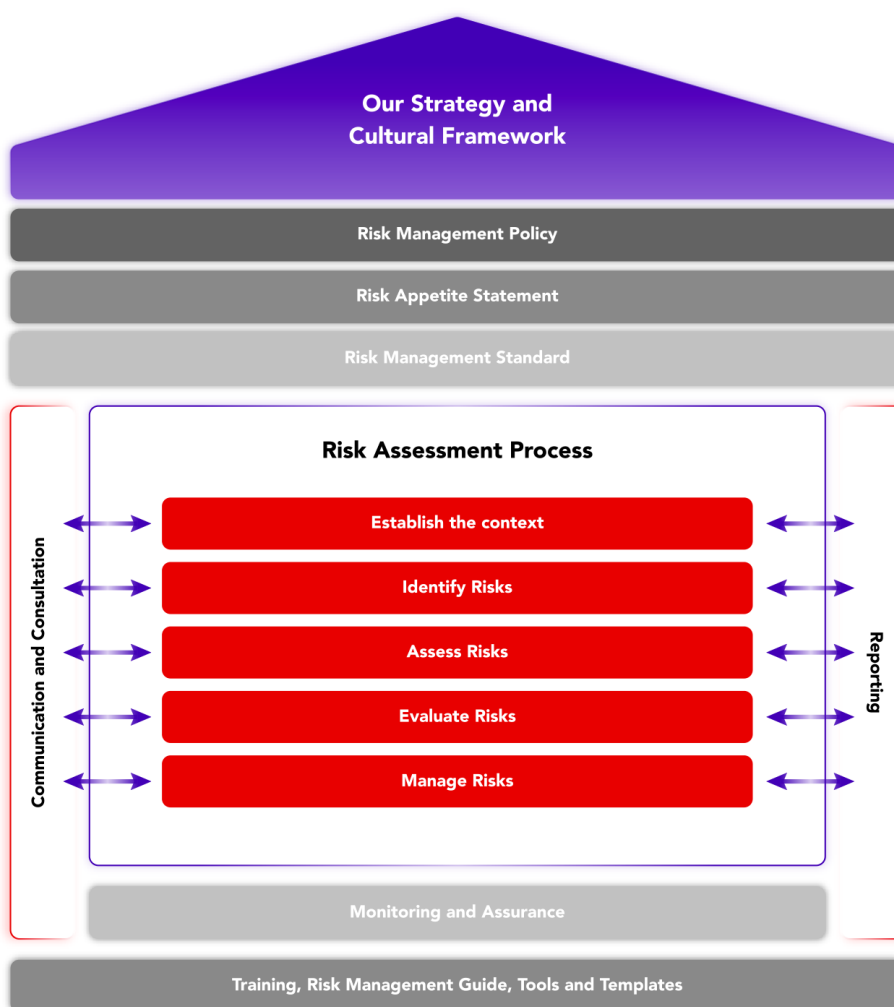 Our Strategy and
Cultural Framework
Risk Management Policy
Risk Appetite Statement
Risk Management Standard
Communication and Consultation
Risk Assessment Process
Establish the context
Identify Risks
Assess Risks
Evaluate Risks
Manage Risks
Reporting
Monitoring and Assurance
Training, Risk Management Guide, Tools and Templates